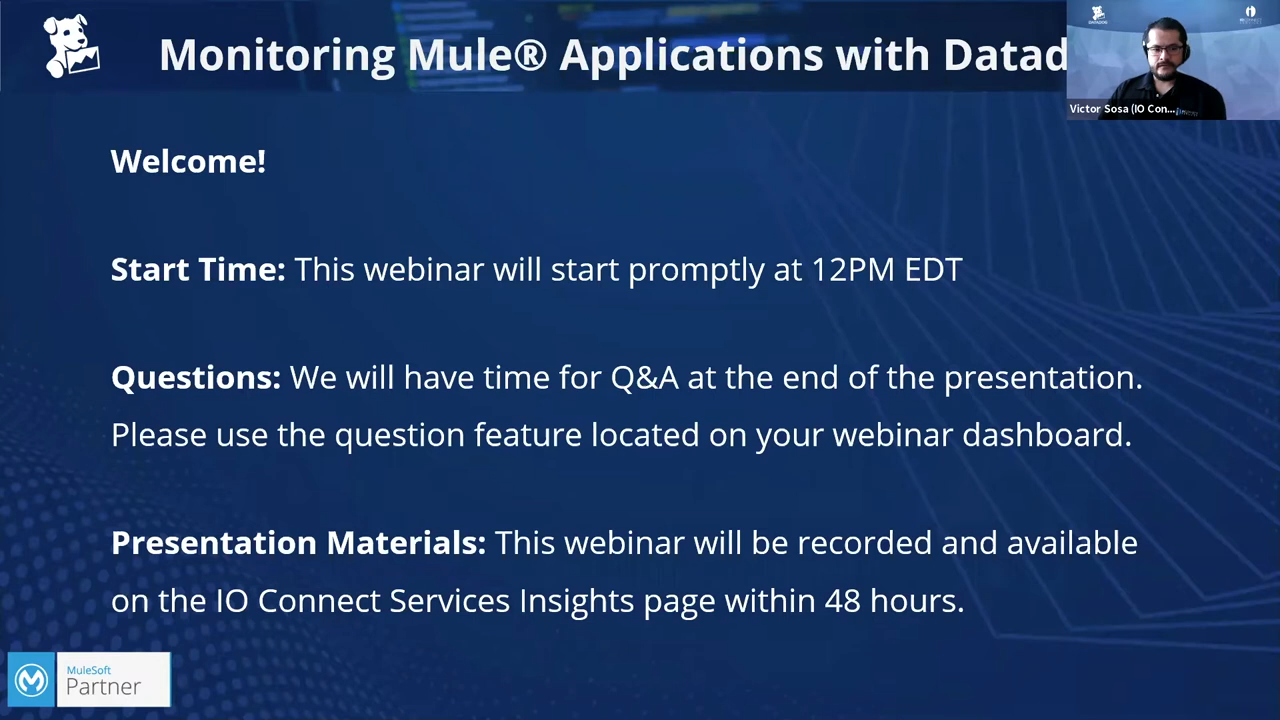 Monitoring Mule® Applications with Datad
DATADOG
Victor Sosa (IO Con...
Welcome!
Start Time: This webinar will start promptly at 12PM EDT
Questions: We will have time for Q&A at the end of the presentation.
Please use the question feature located on your webinar dashboard.
Presentation Materials: This webinar will be recorded and available
on the IO Connect Services Insights page within 48 hours.
MuleSoft
Partner